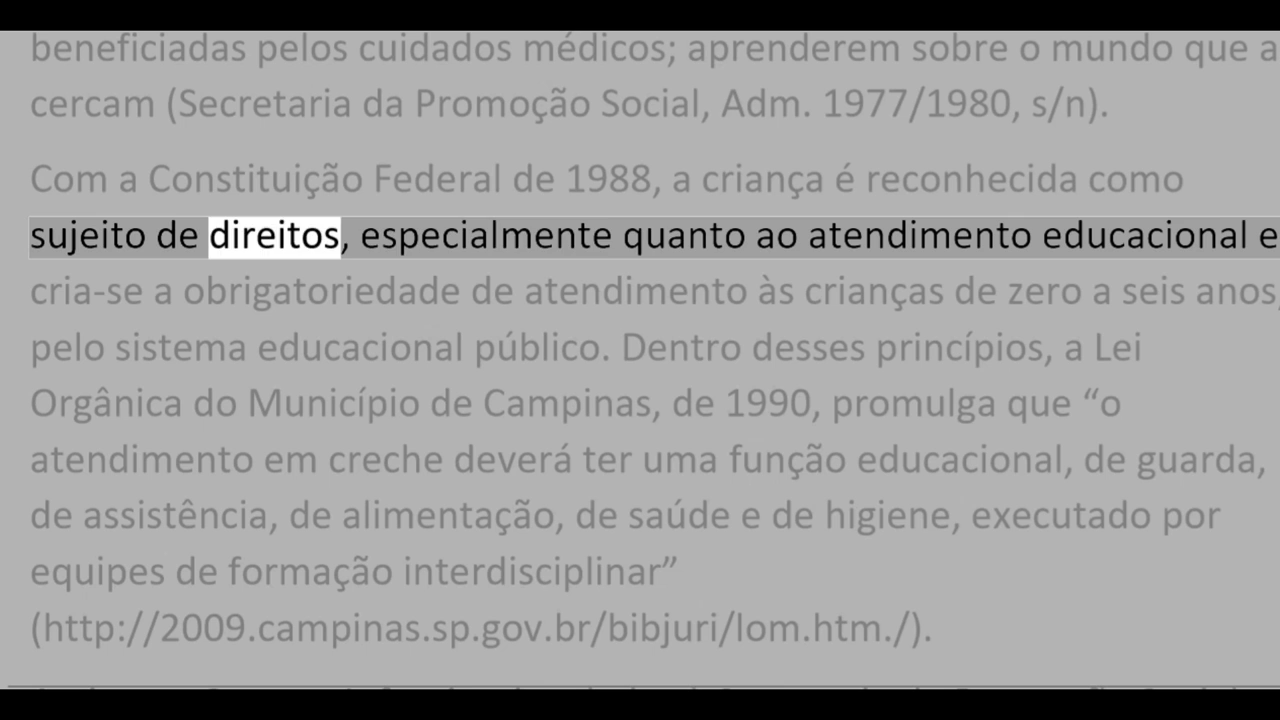 beneficiadas pelos cuidados médicos; aprenderem sobre o mundo que a
cercam (Secretaria da Promoção Social, Adm. 1977/1980, s/n).
Com a Constituição Federal de 1988, a criança é reconhecida como
sujeito de direitos, especialmente quanto ao atendimento educacional e
cria-se a obrigatoriedade de atendimento às crianças de zero a seis anos,
pelo sistema educacional público. Dentro desses princípios, a Lei
Orgânica do Município de Campinas, de 1990, promulga que “o
atendimento em creche deverá ter uma função educacional, de guarda,
de assistência, de alimentação, de saúde e de higiene, executado por
equipes de formação interdisciplinar”
(http://2009.campinas.sp.gov.br/bibjuri/lom.htm./).